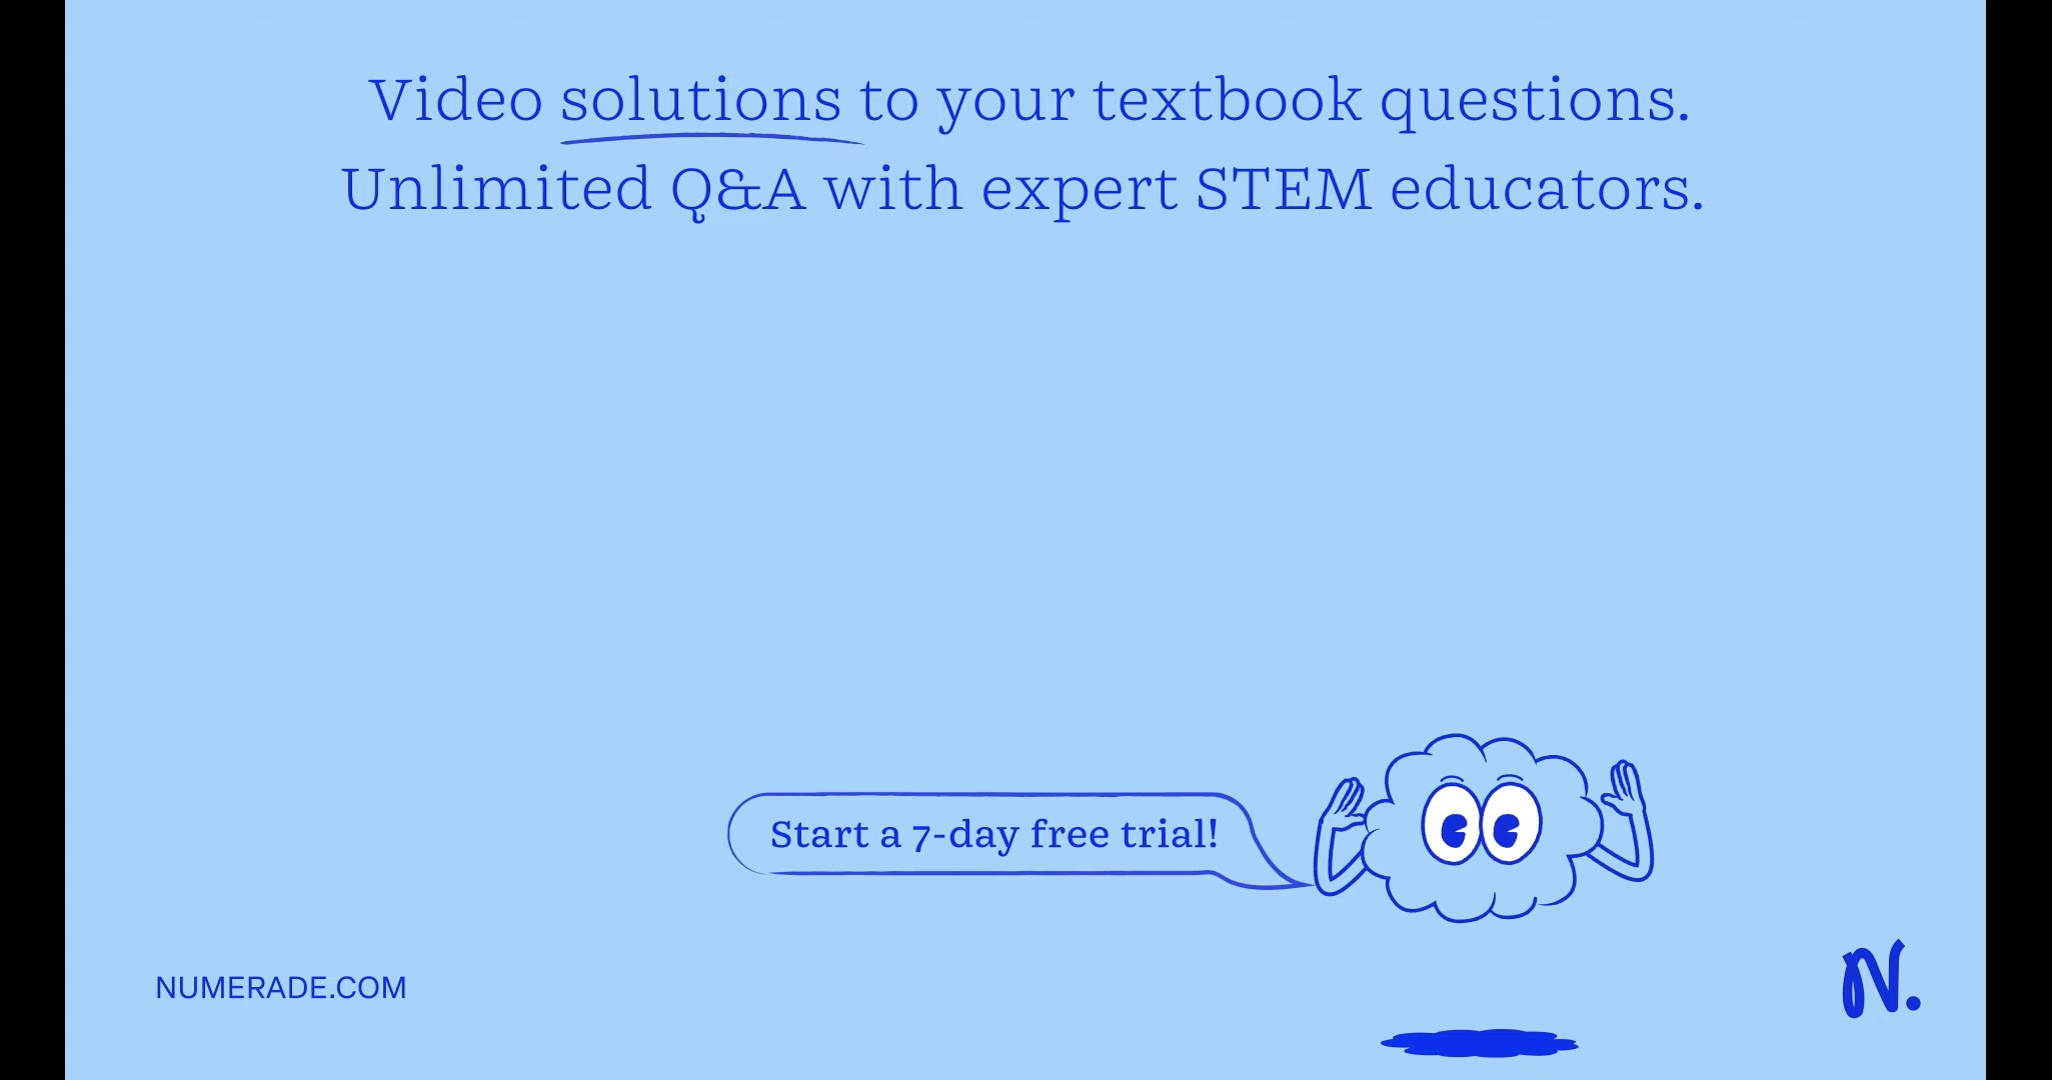 Video solutions to your textbook questions.
Unlimited Q&A with expert STEM educators.
Start a 7-day free trial!
NUMERADE.COM
N.